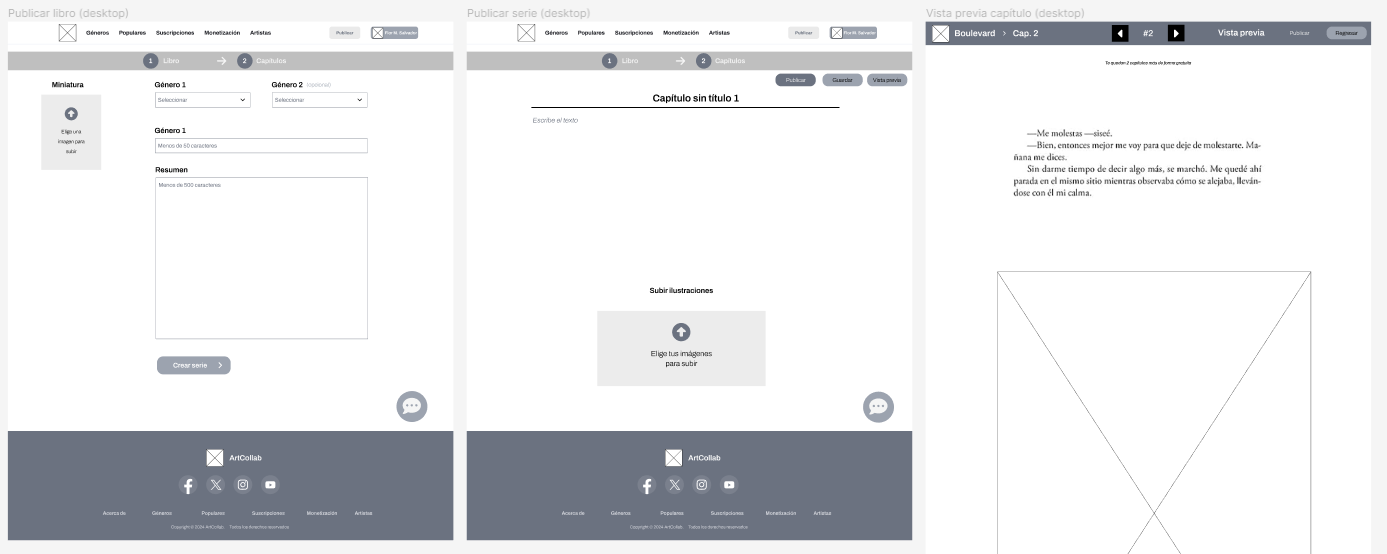 Publicar libro (desktop)
Géneros Populares Suscripciones Monetización Artistas
Publicar
Flor M. Salvador
1 Libro → 2 Capítulos
Miniatura
Elige una
imagen para
subir
Género 1
Seleccionar
Género 2 (opcional)
Seleccionar
Género 1
Menos de 50 caracteres
Resumen
Menos de 500 caracteres
Crear serie
ArtCollab
Acerca de Géneros Populares Suscripciones Monetización Artistas
Copyright © 2024 ArtCollab Todos los derechos reservados
Publicar serie (desktop)
Géneros Populares Suscripciones Monetización Artistas
Publicar
Flor M. Salvador
1 Libro → 2 Capítulos
Publicar Guardar Vista previa
Capítulo sin título 1
Escribe el texto
Subir ilustraciones
Elige tus imágenes
para subir
ArtCollab
Acerca de Géneros Populares Suscripciones Monetización Artistas
Copyright © 2024 ArtCollab Todos los derechos reservados
Vista previa capítulo (desktop)
Boulevard > Cap. 2
#2
Vista previa
Publicar
Regresar
Te quedan 2 capítulos más de forma gratuita
—Me molestas —siseé.
—Bien, entonces mejor me voy para que deje de molestarte. Ma-
ñana me dices.
Sin darme tiempo de decir algo más, se marchó. Me quedé ahí
parada en el mismo sitio mientras observaba cómo se alejaba, lleván-
dose con él mi calma.